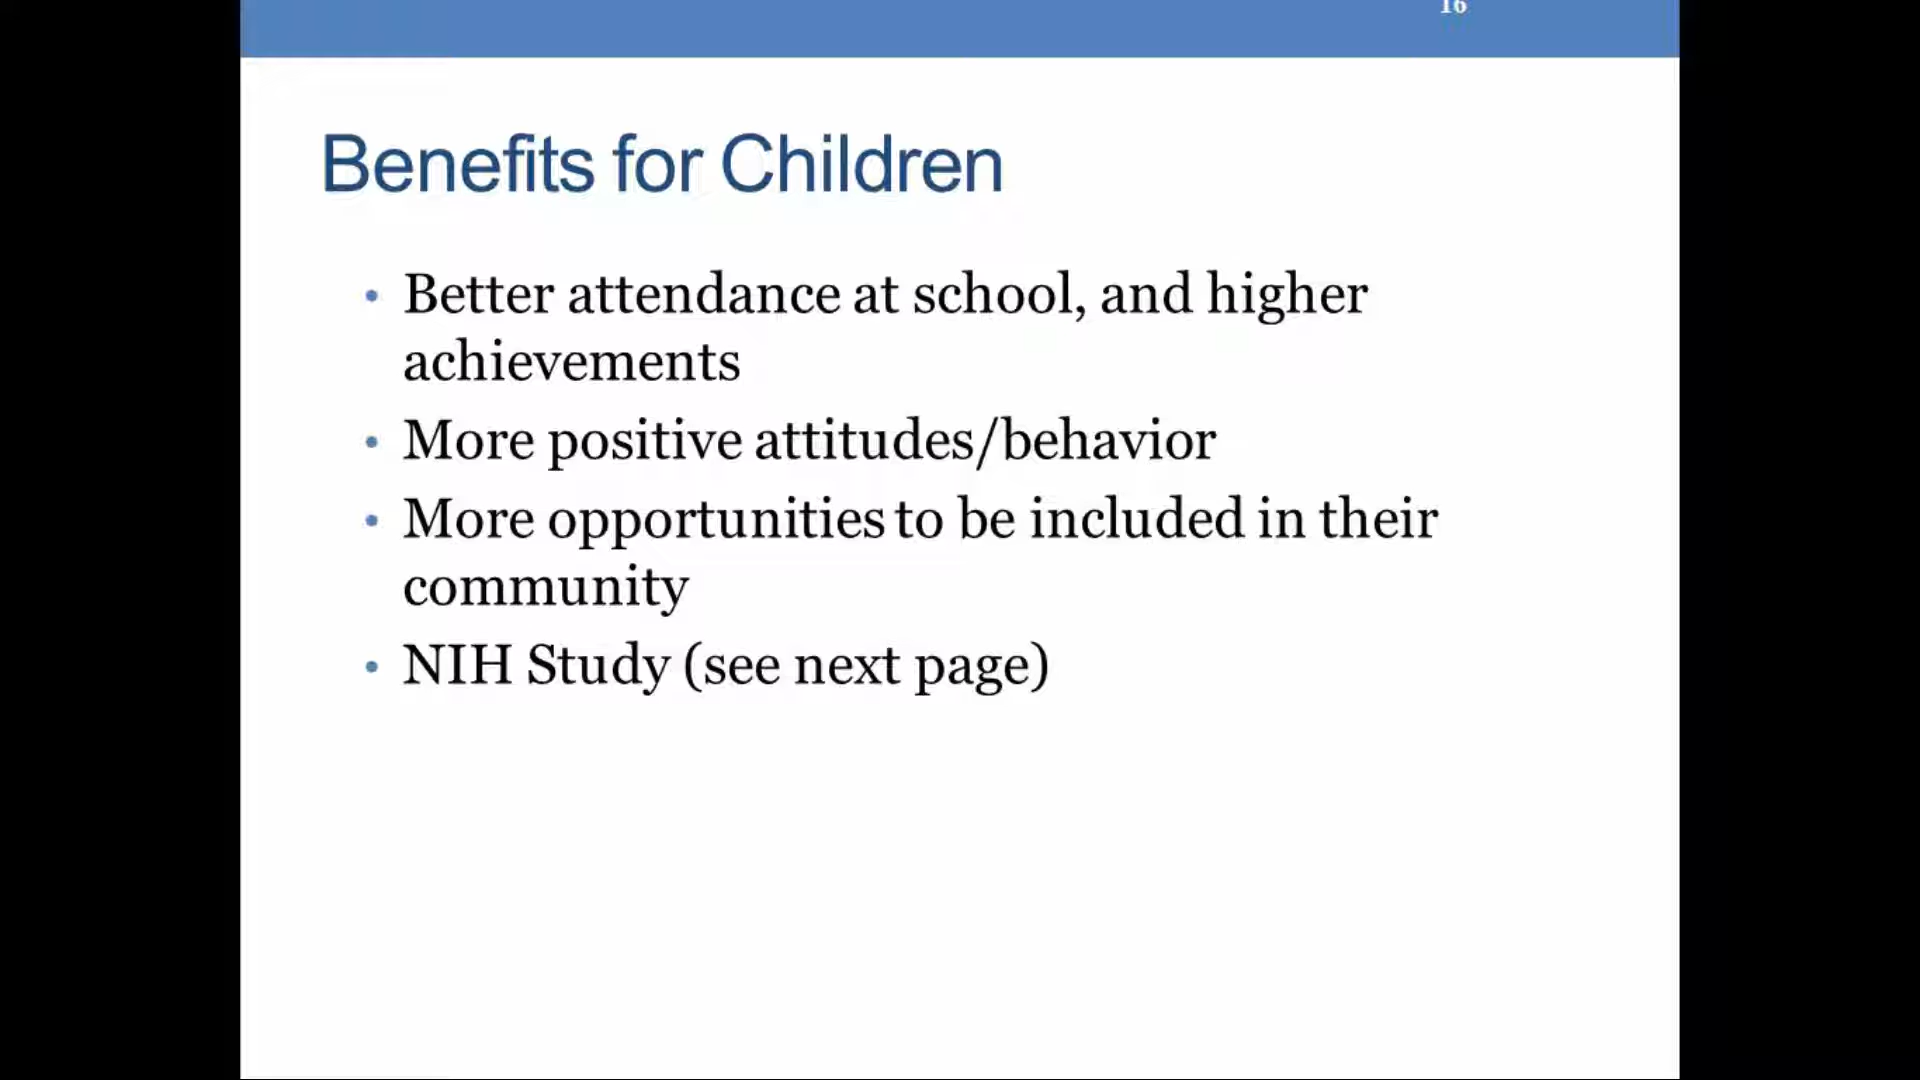 16
Benefits for Children
• Better attendance at school, and higher
achievements
• More positive attitudes/behavior
• More opportunities to be included in their
community
• NIH Study (see next page)